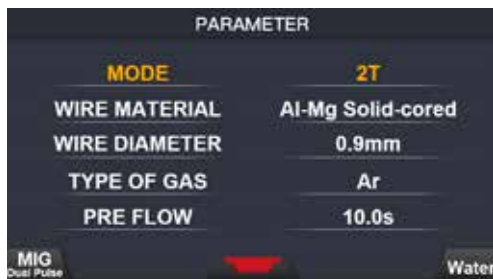 PARAMETER
MODE 2T
WIRE MATERIAL Al-Mg Solid-cored
WIRE DIAMETER 0.9mm
TYPE OF GAS Ar
PRE FLOW 10.0s
MIG Water
Dual Pulse